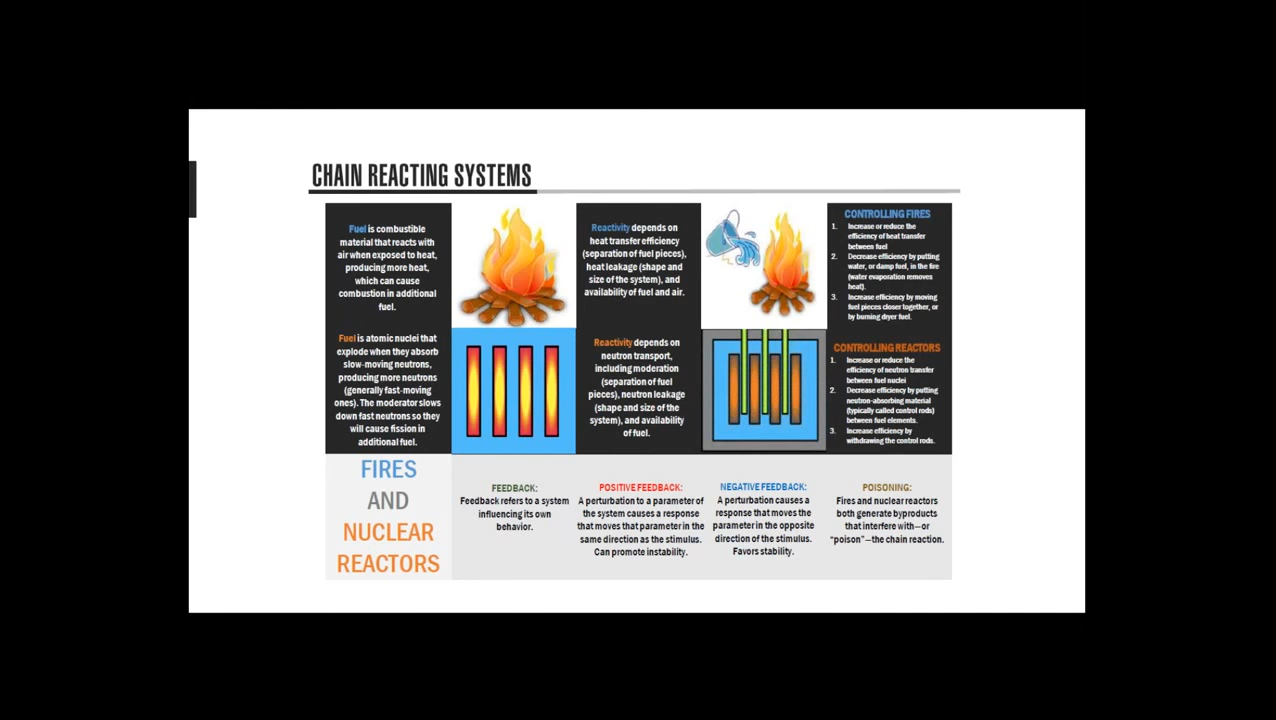 CHAIN REACTING SYSTEMS
Fuel is combustible
material that reacts with
air when exposed to heat,
producing more heat,
which can cause
combustion in additional
fuel.
Reactivity depends on
heat transfer efficiency
(separation of fuel pieces),
heat leakage (shape and
size of the system), and
availability of fuel and air.
CONTROLLING FIRES
1. Increase or reduce the
efficiency of heat transfer
between fuel
2. Decrease efficiency by putting
water, or damp fuel, in the fire
(water evaporation removes
heat).
3. Increase efficiency by moving
fuel pieces closer together, or
by burning dryer fuel.
Fuel is atomic nuclei that
explode when they absorb
slow-moving neutrons,
producing more neutrons
(generally fast-moving
ones). The moderator slows
down fast neutrons so they
will cause fission in
additional fuel.
Reactivity depends on
neutron transport,
including moderation
(separation of fuel
pieces), neutron leakage
(shape and size of the
system), and availability
of fuel.
CONTROLLING REACTORS
1. Increase or reduce the
efficiency of neutron transfer
between fuel nuclei
2. Decrease efficiency by putting
neutron-absorbing material
(typically called control rods)
between fuel elements.
3. Increase efficiency by
withdrawing the control rods.
FIRES
AND
NUCLEAR
REACTORS
FEEDBACK:
Feedback refers to a system
influencing its own
behavior.
POSITIVE FEEDBACK:
A perturbation to a parameter of
the system causes a response
that moves that parameter in the
same direction as the stimulus.
Can promote instability.
NEGATIVE FEEDBACK:
A perturbation causes a
response that moves the
parameter in the opposite
direction of the stimulus.
Favors stability.
POISONING:
Fires and nuclear reactors
both generate byproducts
that interfere with—or
"poison"—the chain reaction.